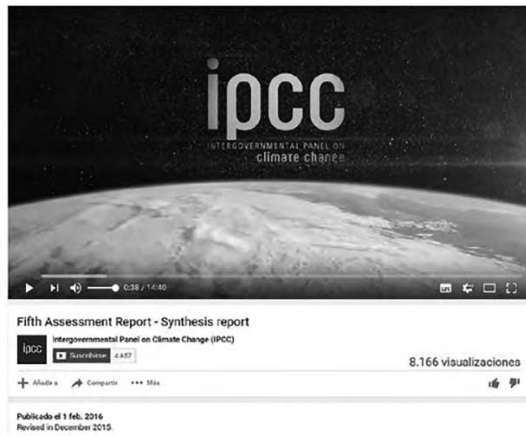 ipcc
INTERGOVERNMENTAL PANEL ON
climate change
0:38 / 14:40
Fifth Assessment Report - Synthesis report
ipcc
Intergovernmental Panel on Climate Change (IPCC)
Suscribirse 4.657
8.166 visualizaciones
Añadir a Compartir Más
Publicado el 1 feb. 2016
Revised in December 2015.